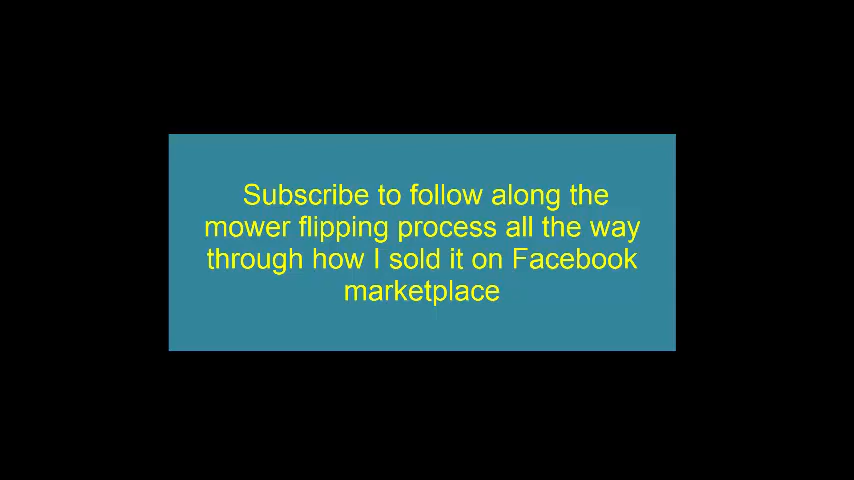 Subscribe to follow along the
mower flipping process all the way
through how I sold it on Facebook
marketplace